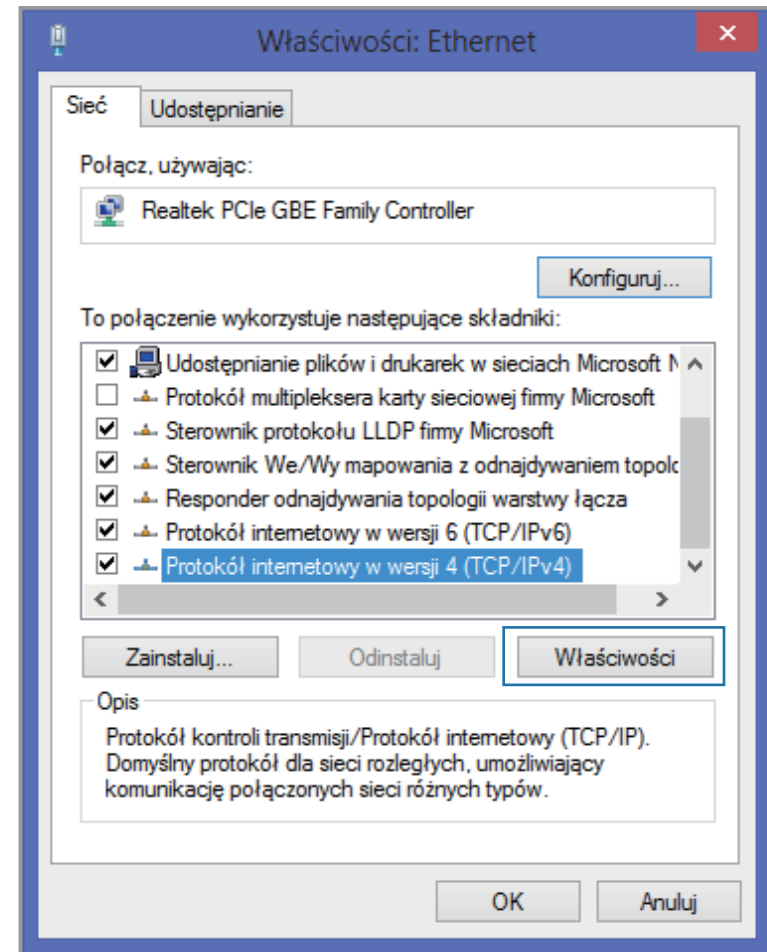 Właściwości: Ethernet
Sieć
Udostępnianie
Połącz, używając:
Realtek PCIe GBE Family Controller
Konfiguruj...
To połączenie wykorzystuje następujące składniki:
Udostępnianie plików i drukarek w sieciach Microsoft N
Protokół multipleksera karty sieciowej firmy Microsoft
Sterownik protokołu LLDP firmy Microsoft
Sterownik We/Wy mapowania z odnajdywaniem topolo
Responder odnajdywania topologii warstwy łącza
Protokół internetowy w wersji 6 (TCP/IPv6)
Protokół internetowy w wersji 4 (TCP/IPv4)
Zainstaluj...
Odinstaluj
Właściwości
Opis
Protokół kontroli transmisji/Protokół internetowy (TCP/IP).
Domyślny protokół dla sieci rozległych, umożliwiający
komunikację połączonych sieci różnych typów.
OK
Anuluj